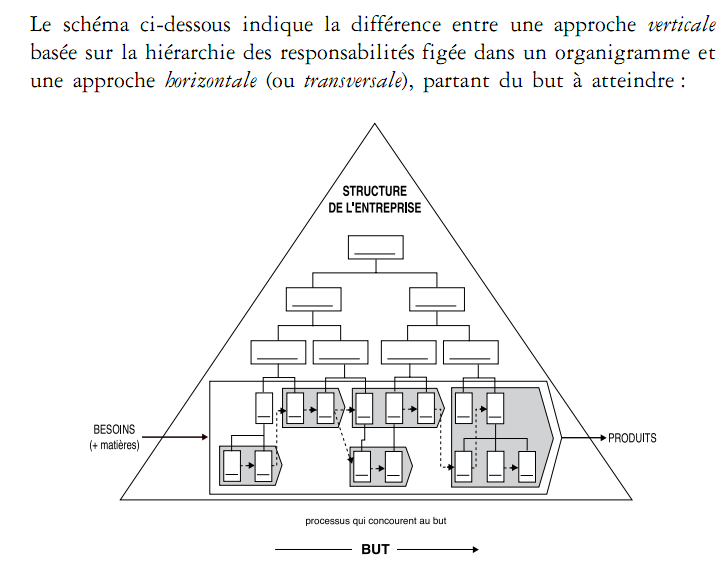 Le schéma ci-dessous indique la différence entre une approche verticale
basée sur la hiérarchie des responsabilités figée dans un organigramme et
une approche horizontale (ou transversale), partant du but à atteindre :
STRUCTURE
DE L'ENTREPRISE
BESOINS
(+ matières)
PRODUITS
processus qui concourent au but
BUT